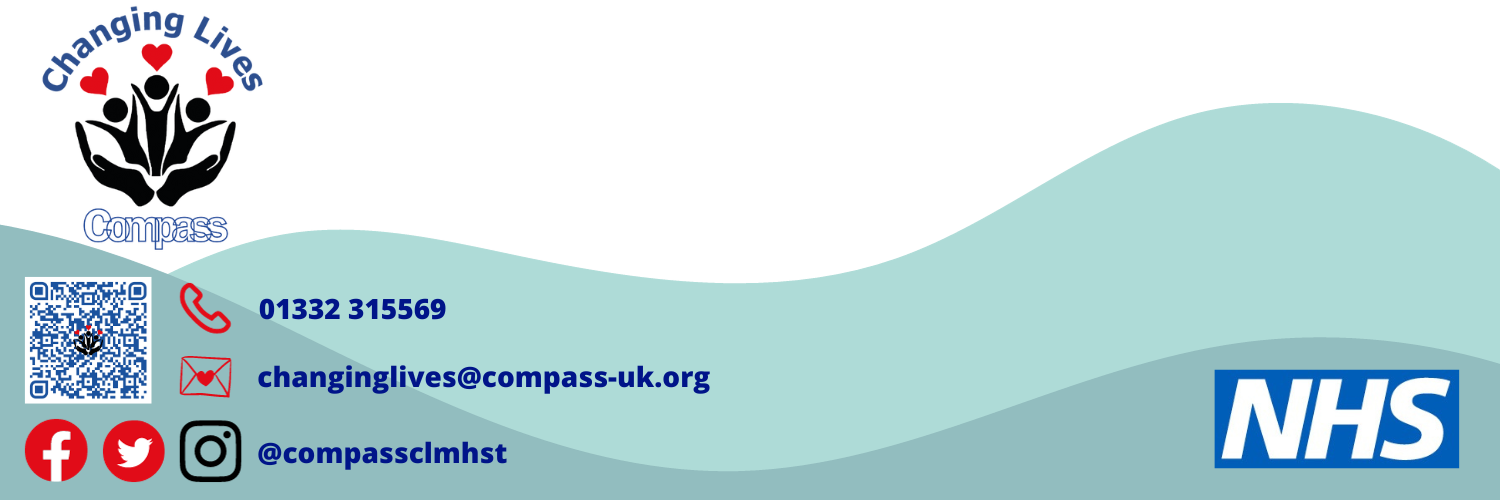 Changing Lives
Compass
01332 315569
changinglives@compass-uk.org
@compassclmhst
NHS